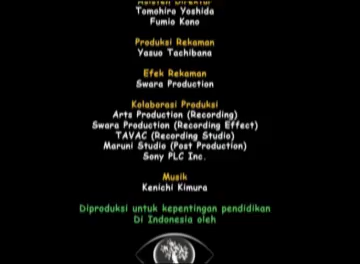 Asisten Direktur
Tomohiro Yoshida
Fumio Kono
Produksi Rekaman
Yasuo Tachibana
Efek Rekaman
Swara Production
Kolaborasi Produksi
Arts Production (Recording)
Swara Production (Recording Effect)
TAVAC (Recording Studio)
Maruni Studio (Post Production)
Sony PLC Inc.
Musik
Kenichi Kimura
Diproduksi untuk kepentingan pendidikan
Di Indonesia oleh